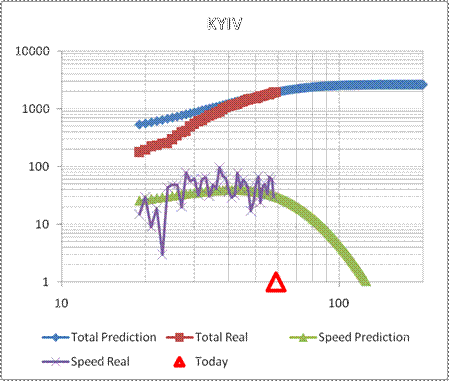 KYIV
10000
1000
100
10
1
10
100
Total Prediction
Total Real
Speed Prediction
Speed Real
Today